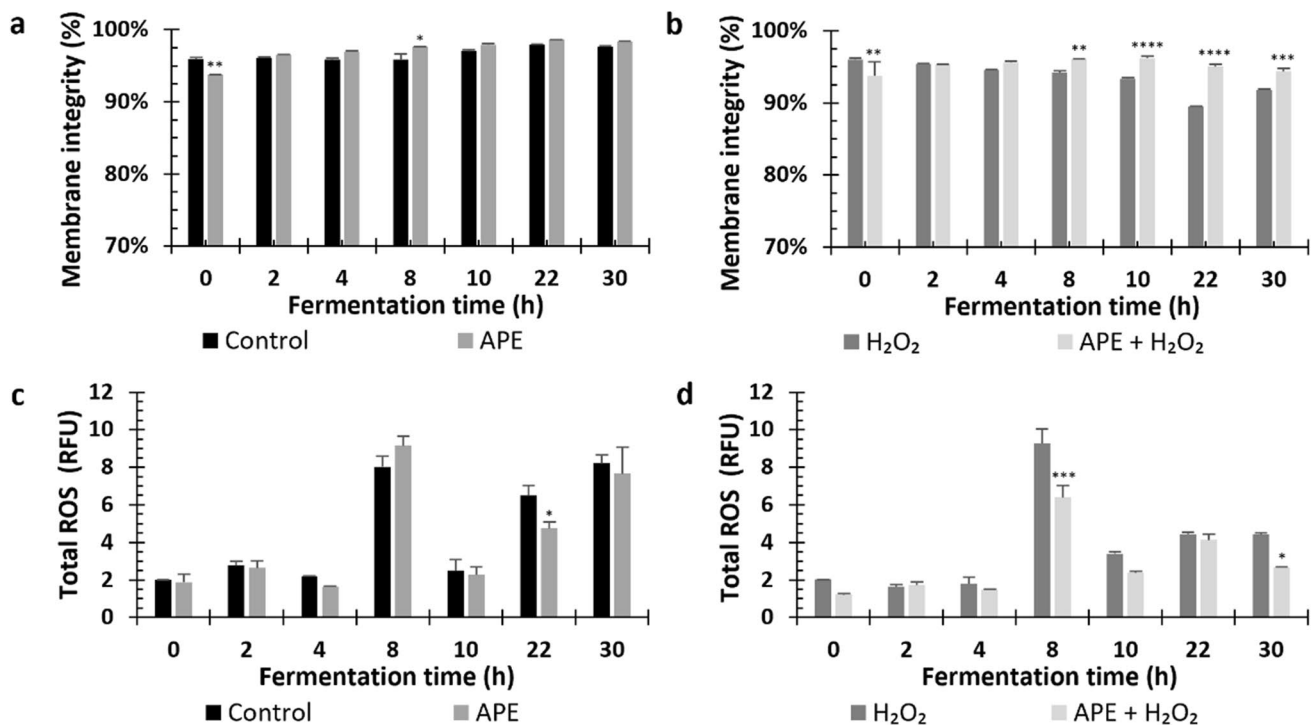 a
Membrane integrity (%)
100%
90%
80%
70%
** *
0 2 4 8 10 22 30
Fermentation time (h)
Control APE
b
Membrane integrity (%)
100%
90%
80%
70%
** ** **** **** ***
0 2 4 8 10 22 30
Fermentation time (h)
H₂O₂ APE + H₂O₂
c
Total ROS (RFU)
12
10
8
6
4
2
0
*
0 2 4 8 10 22 30
Fermentation time (h)
Control APE
d
Total ROS (RFU)
12
10
8
6
4
2
0
*** *
0 2 4 8 10 22 30
Fermentation time (h)
H₂O₂ APE + H₂O₂